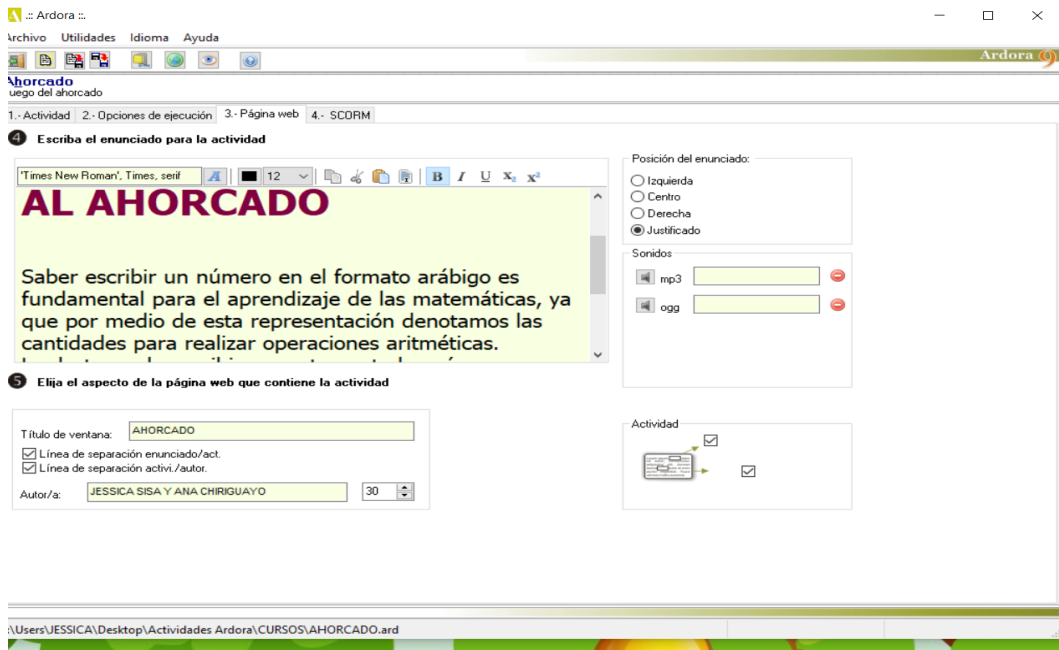 .:: Ardora ::.
Archivo Utilidades Idioma Ayuda
Ardora 9
Ahorcado
Juego del ahorcado
1.- Actividad 2.- Opciones de ejecución 3.- Página web 4.- SCORM
4 Escriba el enunciado para la actividad
'Times New Roman', Times, serif A 12 B I U X₂ x²
AL AHORCADO
Saber escribir un número en el formato arábigo es
fundamental para el aprendizaje de las matemáticas, ya
que por medio de esta representación denotamos las
cantidades para realizar operaciones aritméticas.
Posición del enunciado:
Izquierda
Centro
Derecha
Justificado
Sonidos
mp3
ogg
5 Elija el aspecto de la página web que contiene la actividad
Título de ventana: AHORCADO
Línea de separación enunciado/act.
Línea de separación activi./autor.
Autor/a: JESSICA SISA Y ANA CHIRIGUAYO 30
Actividad
:\Users\JESSICA\Desktop\Actividades Ardora\CURSOS\AHORCADO.ard